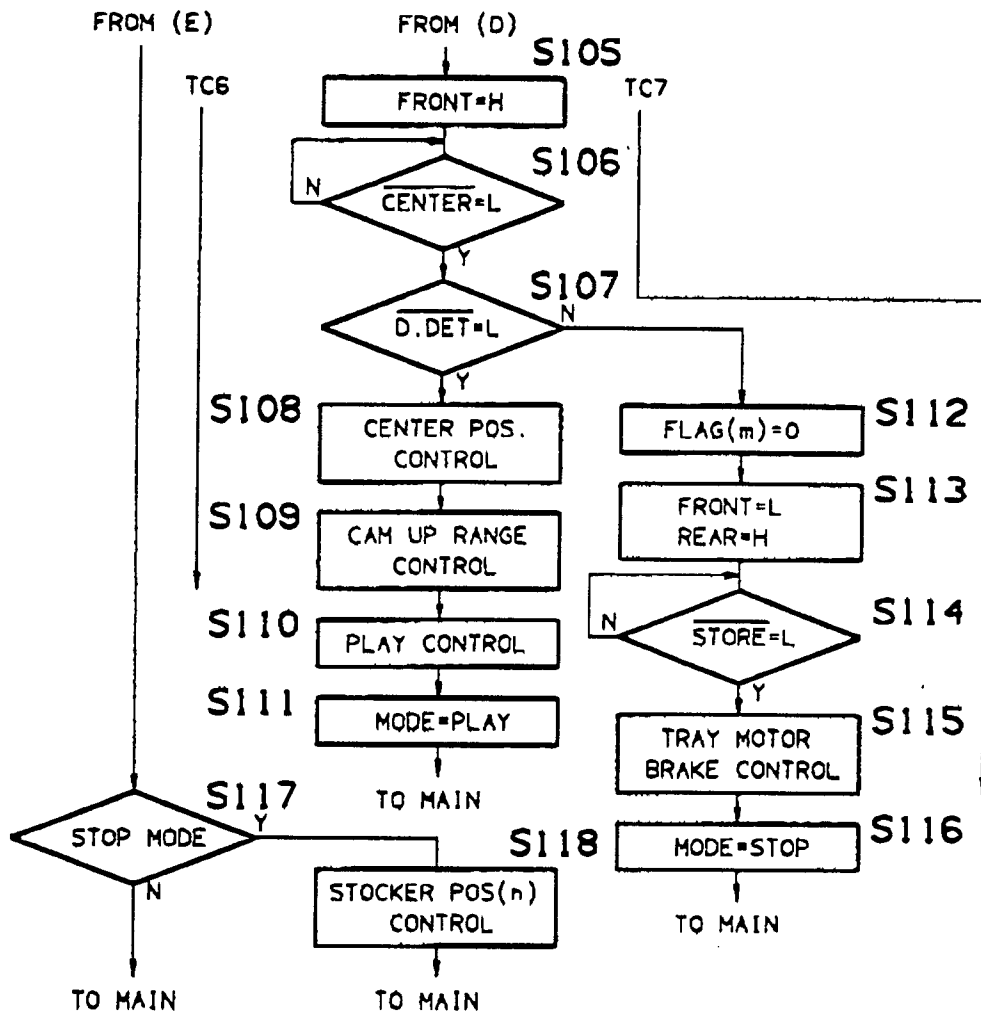 FROM (E)
FROM (D)
S105
TC6
FRONT=H
TC7
S106
N
CENTER=L
Y
S107
D.DET=L
N
Y
S108
CENTER POS.
CONTROL
S112
FLAG(m)=0
S109
CAM UP RANGE
CONTROL
S113
FRONT=L
REAR=H
S110
PLAY CONTROL
S114
N
STORE=L
Y
S111
MODE=PLAY
TO MAIN
S115
TRAY MOTOR
BRAKE CONTROL
S117
STOP MODE
Y
N
S118
STOCKER POS(n)
CONTROL
S116
MODE=STOP
TO MAIN
TO MAIN
TO MAIN